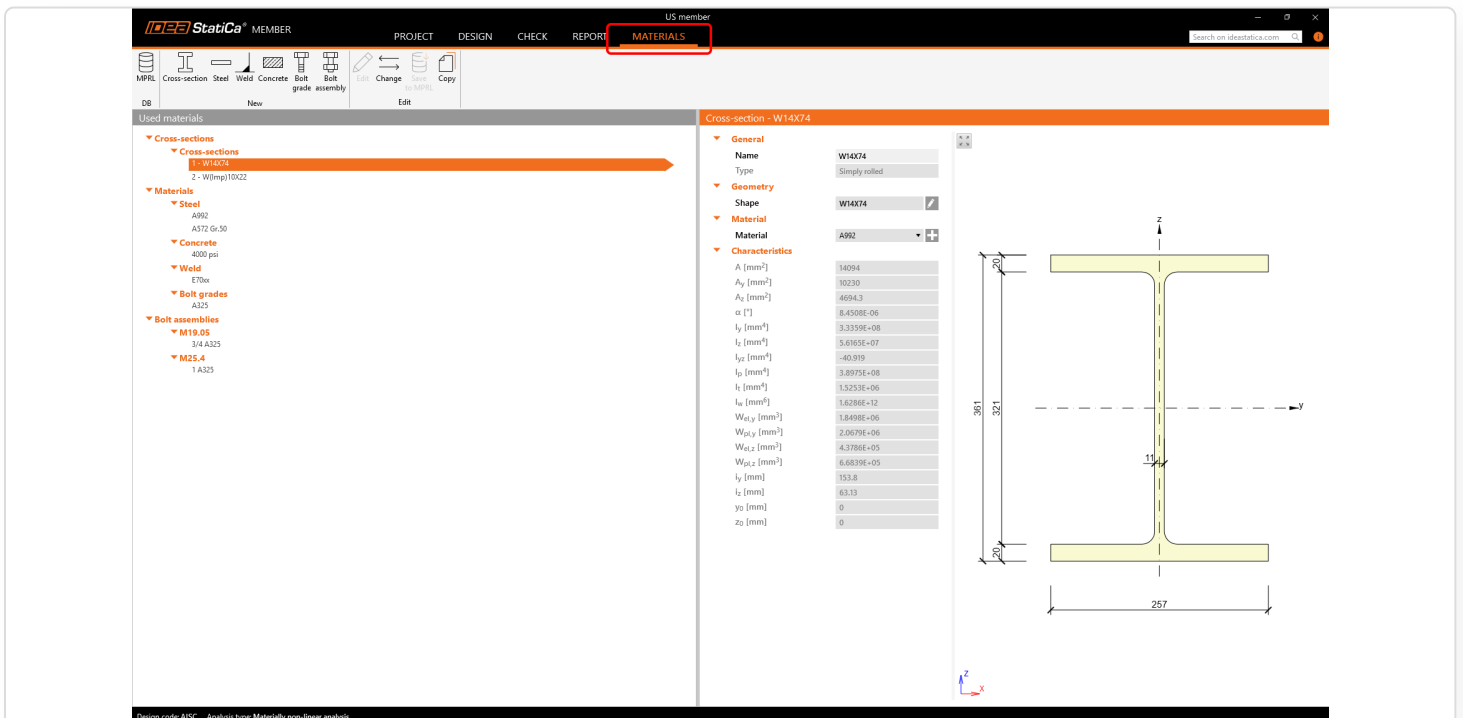 US member
IDEA StatiCa® MEMBER
PROJECT DESIGN CHECK REPORT MATERIALS
Search on ideastatica.com
MPRL Cross-section Steel Weld Concrete Bolt grade Bolt assembly Edit Change Save to MPRL Copy
DB New Edit
Used materials
Cross-sections
Cross-sections
1 - W14X74
2 - W(Imp)10X22
Materials
Steel
A992
A572 Gr.50
Concrete
4000 psi
Weld
E70xx
Bolt grades
A325
Bolt assemblies
M19.05
3/4 A325
M25.4
1 A325
Cross-section - W14X74
General
Name W14X74
Type Simply rolled
Geometry
Shape W14X74
Material
Material A992
Characteristics
A [mm²] 14094
Ay [mm²] 10230
Az [mm²] 4694.3
α [°] 8.4508E-06
Iy [mm⁴] 3.3359E+08
Iz [mm⁴] 5.6165E+07
Iyz [mm⁴] -40.919
Ip [mm⁴] 3.8975E+08
It [mm⁴] 1.5253E+06
Iw [mm⁶] 1.6286E+12
Wel,y [mm³] 1.8498E+06
Wpl,y [mm³] 2.0679E+06
Wel,z [mm³] 4.3786E+05
Wpl,z [mm³] 6.6839E+05
iy [mm] 153.8
iz [mm] 63.13
y0 [mm] 0
z0 [mm] 0
z
20
361
321
y
11
20
257
Z
X
Design code: AISC Analysis type: Materially non-linear analysis